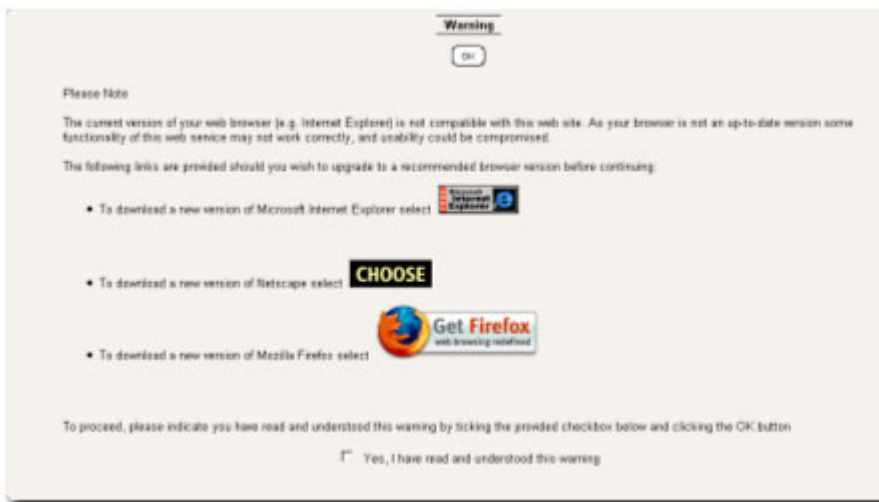 Warning
OK
Please Note
The current version of your web browser (e.g. Internet Explorer) is not compatible with this web site. As your browser is not an up-to-date version some
functionality of this web service may not work correctly, and usability could be compromised.
The following links are provided should you wish to upgrade to a recommended browser version before continuing:
• To download a new version of Microsoft Internet Explorer select Microsoft Internet Explorer
• To download a new version of Netscape select CHOOSE
Get Firefox
web browsing redefined
• To download a new version of Mozilla Firefox select
To proceed, please indicate you have read and understood this warning by ticking the provided checkbox below and clicking the OK button
Yes, I have read and understood this warning